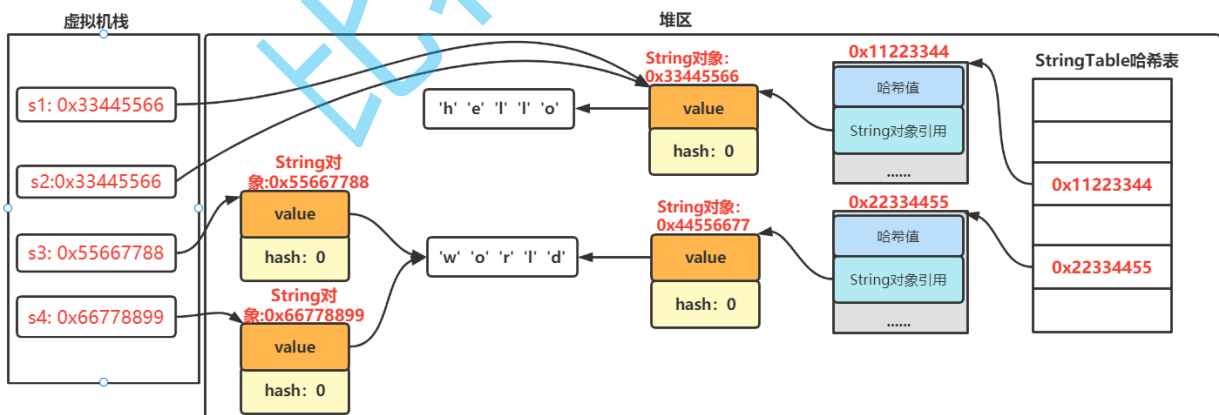 虚拟机栈
堆区
s1: 0x33445566
s2:0x33445566
s3: 0x55667788
s4: 0x66778899
String对
象:0x55667788
value
hash: 0
String对
象:0x66778899
value
hash: 0
'h' 'e' 'l' 'l' 'o'
'w' 'o' 'r' 'l' 'd'
String对象:
0x33445566
value
hash: 0
String对象:
0x44556677
value
hash: 0
0x11223344
哈希值
String对象引用
......
0x22334455
哈希值
String对象引用
......
StringTable哈希表
0x11223344
0x22334455